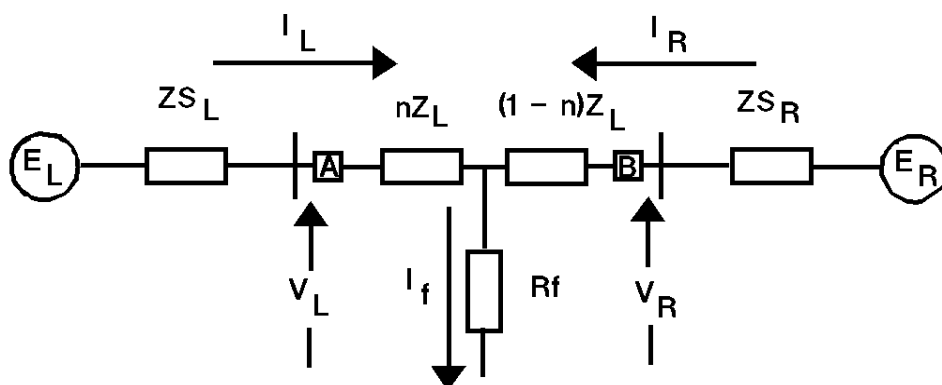 I L
I R
ZS L
nZ L
(1 - n)Z L
ZS R
E L
A
B
E R
V L
I f
Rf
V R